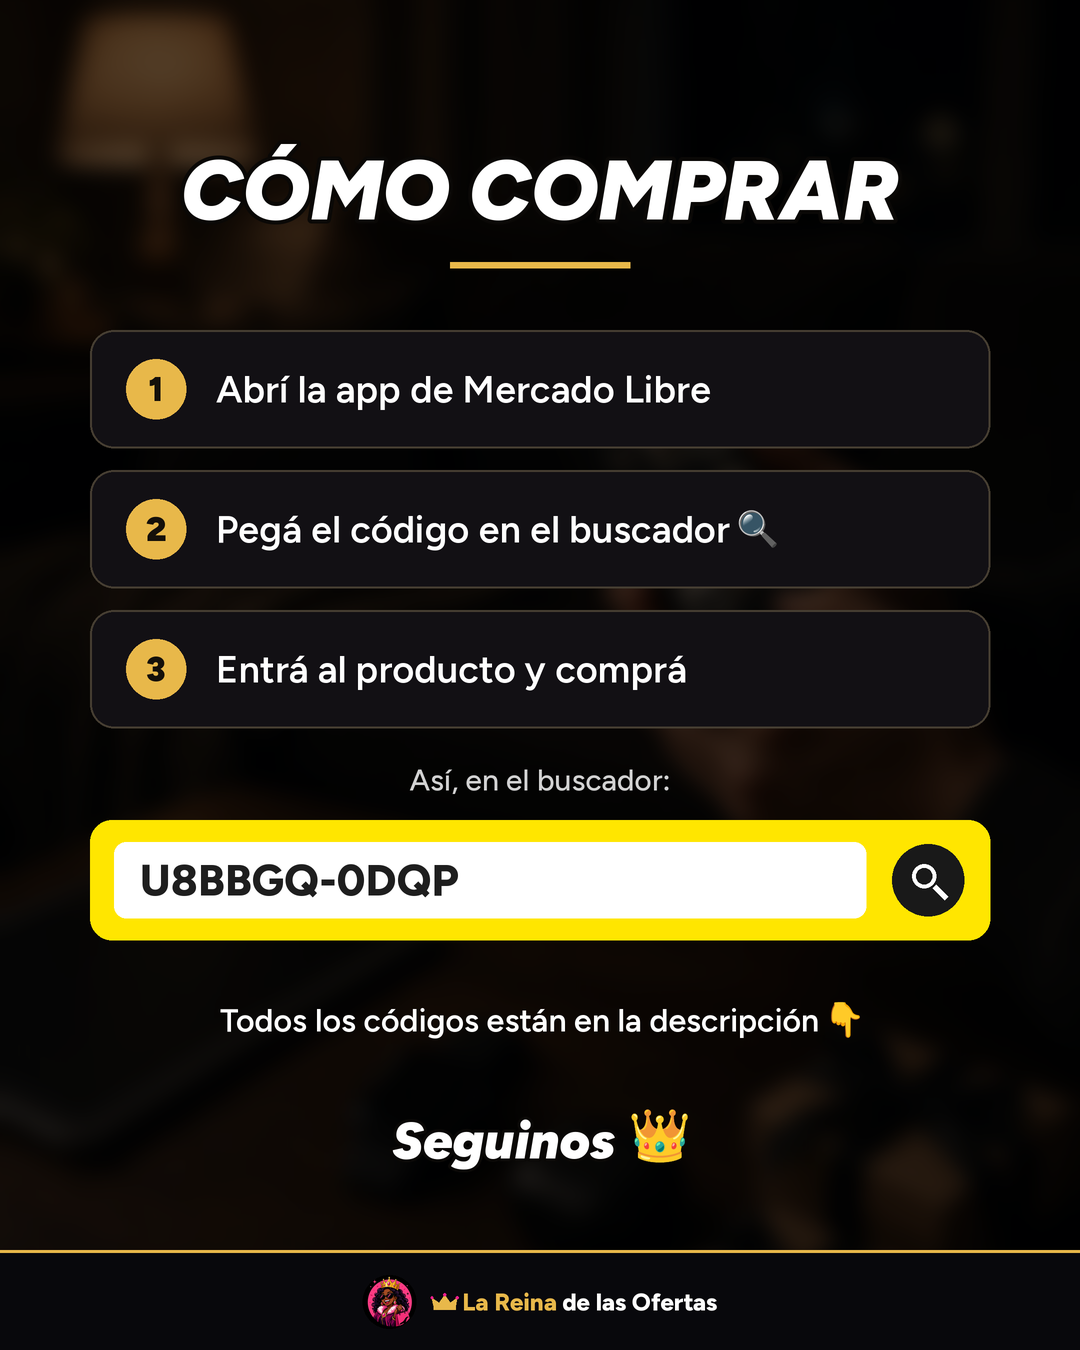 CÓMO COMPRAR
1 Abrí la app de Mercado Libre
2 Pegá el código en el buscador 🔍
3 Entrá al producto y comprá
Así, en el buscador:
U8BBGQ-0DQP
Todos los códigos están en la descripción 👇
Seguinos 👑
La Reina de las Ofertas